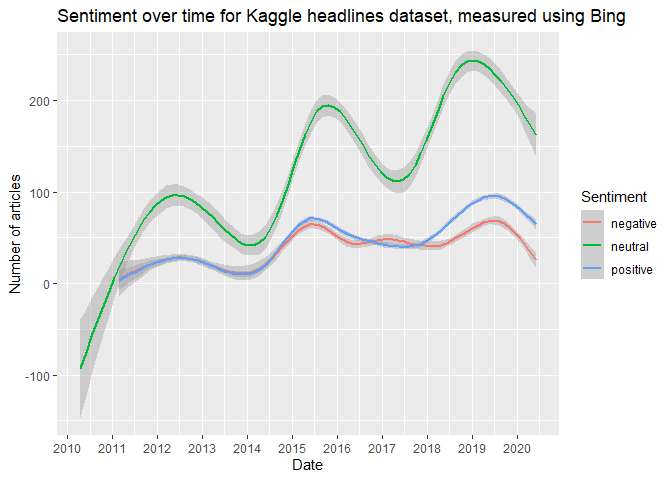 Sentiment over time for Kaggle headlines dataset, measured using Bing
Number of articles
200
100
0
-100
2010 2011 2012 2013 2014 2015 2016 2017 2018 2019 2020
Date
Sentiment
negative
neutral
positive